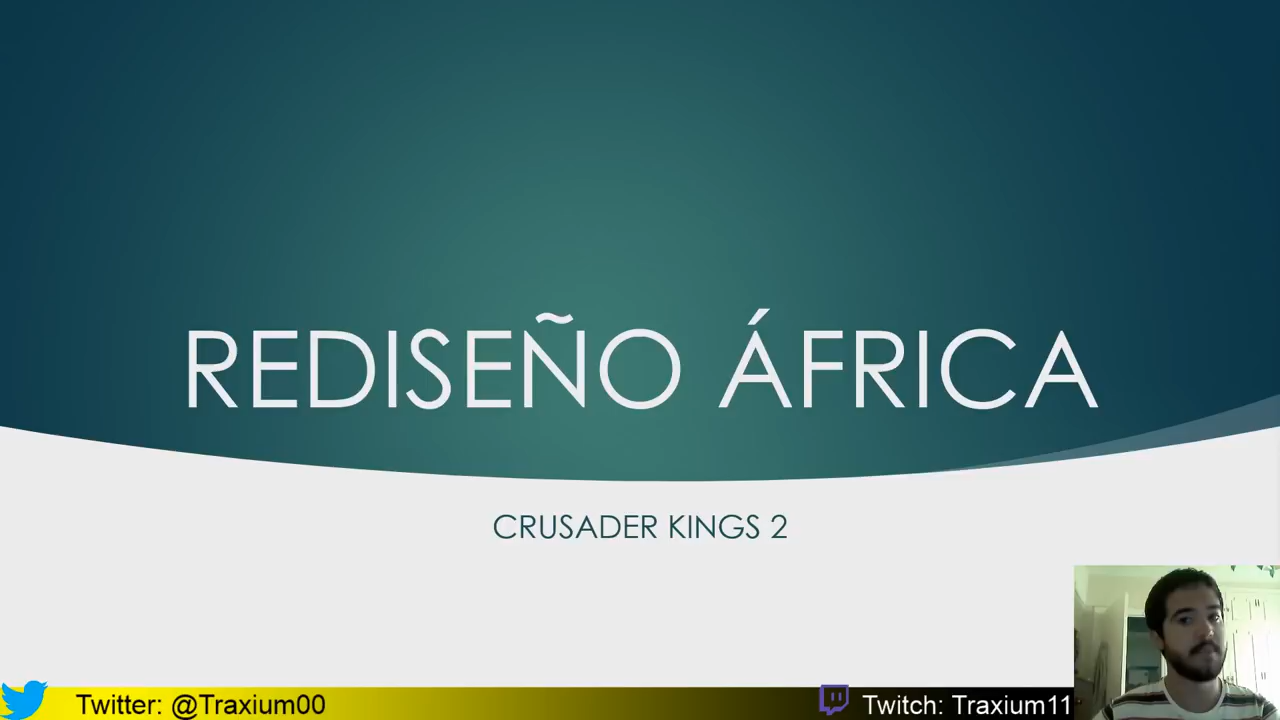 REDISEÑO ÁFRICA
CRUSADER KINGS 2
Twitter: @Traxium00
Twitch: Traxium11